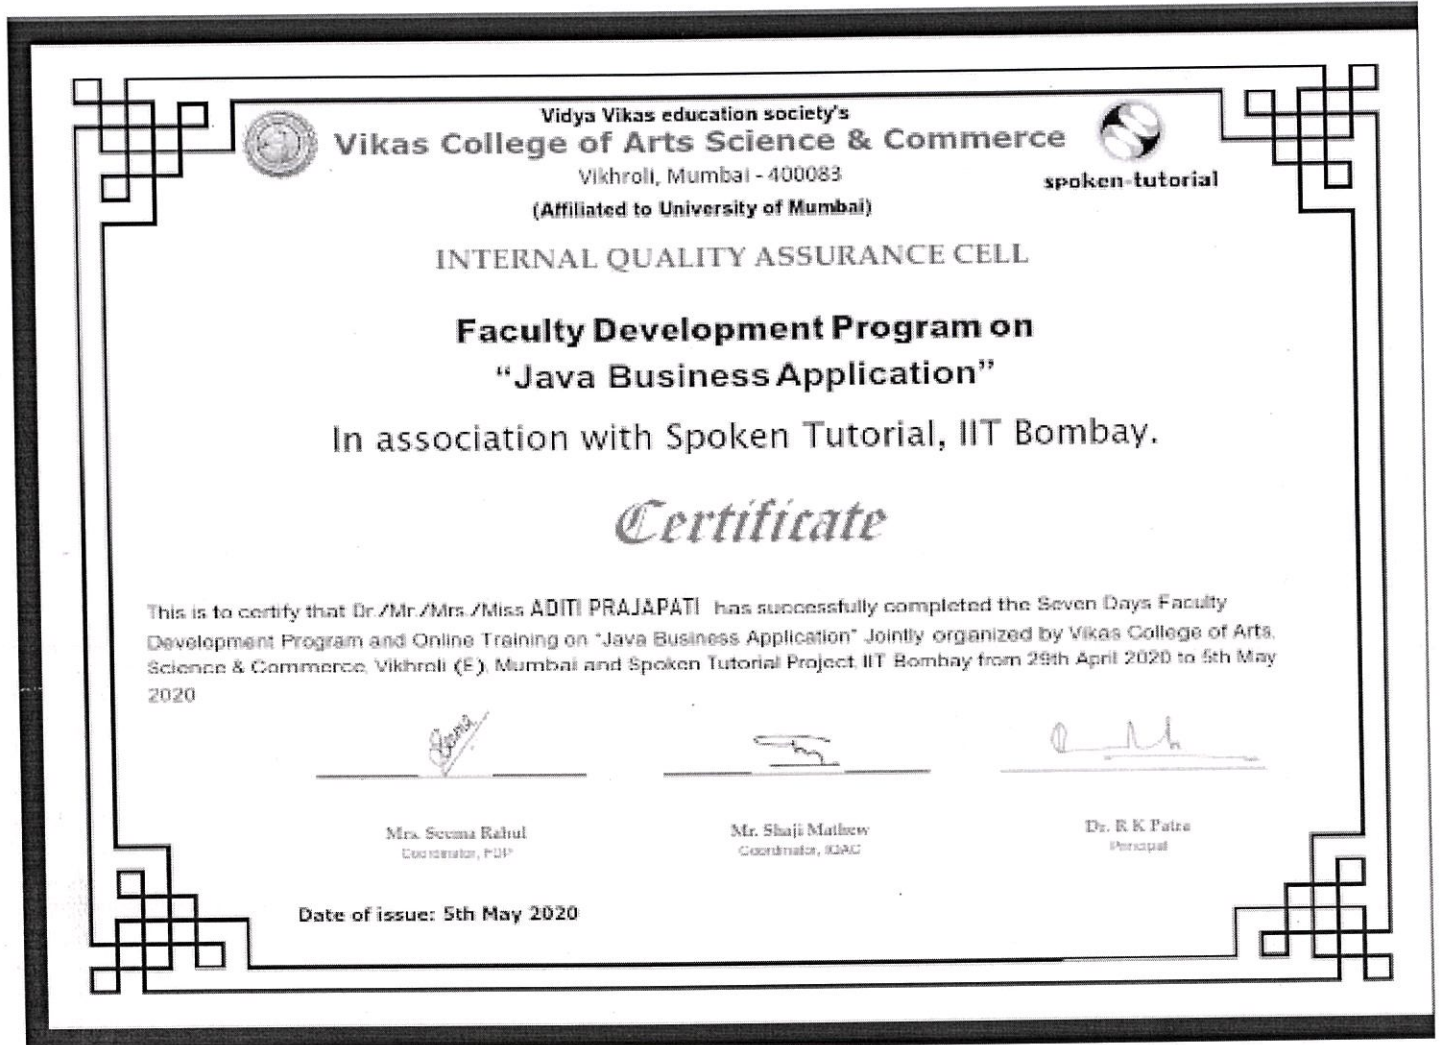 Vidya Vikas education society's
Vikas College of Arts Science & Commerce
Vikhroli, Mumbai - 400083
spoken-tutorial
(Affiliated to University of Mumbai)
INTERNAL QUALITY ASSURANCE CELL
Faculty Development Program on
“Java Business Application”
In association with Spoken Tutorial, IIT Bombay.
Certificate
This is to certify that Dr./Mr./Mrs./Miss ADITI PRAJAPATI has successfully completed the Seven Days Faculty
Development Program and Online Training on "Java Business Application" Jointly organized by Vikas College of Arts,
Science & Commerce, Vikhroli (E), Mumbai and Spoken Tutorial Project, IIT Bombay from 29th April 2020 to 5th May
2020
Seema
Mrs. Seema Rahul
Coordinator, FDP
Mr. Shaji Mathew
Coordinator, IQAC
Dr. R K Patra
Principal
Date of issue: 5th May 2020